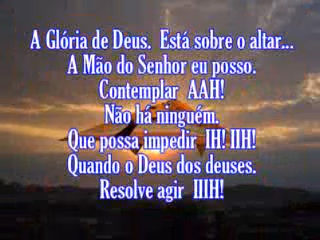 A Glória de Deus. Está sobre o altar...
A Mão do Senhor eu posso.
Contemplar AAH!
Não há ninguém.
Que possa impedir IH! IIH!
Quando o Deus dos deuses.
Resolve agir IIIH!